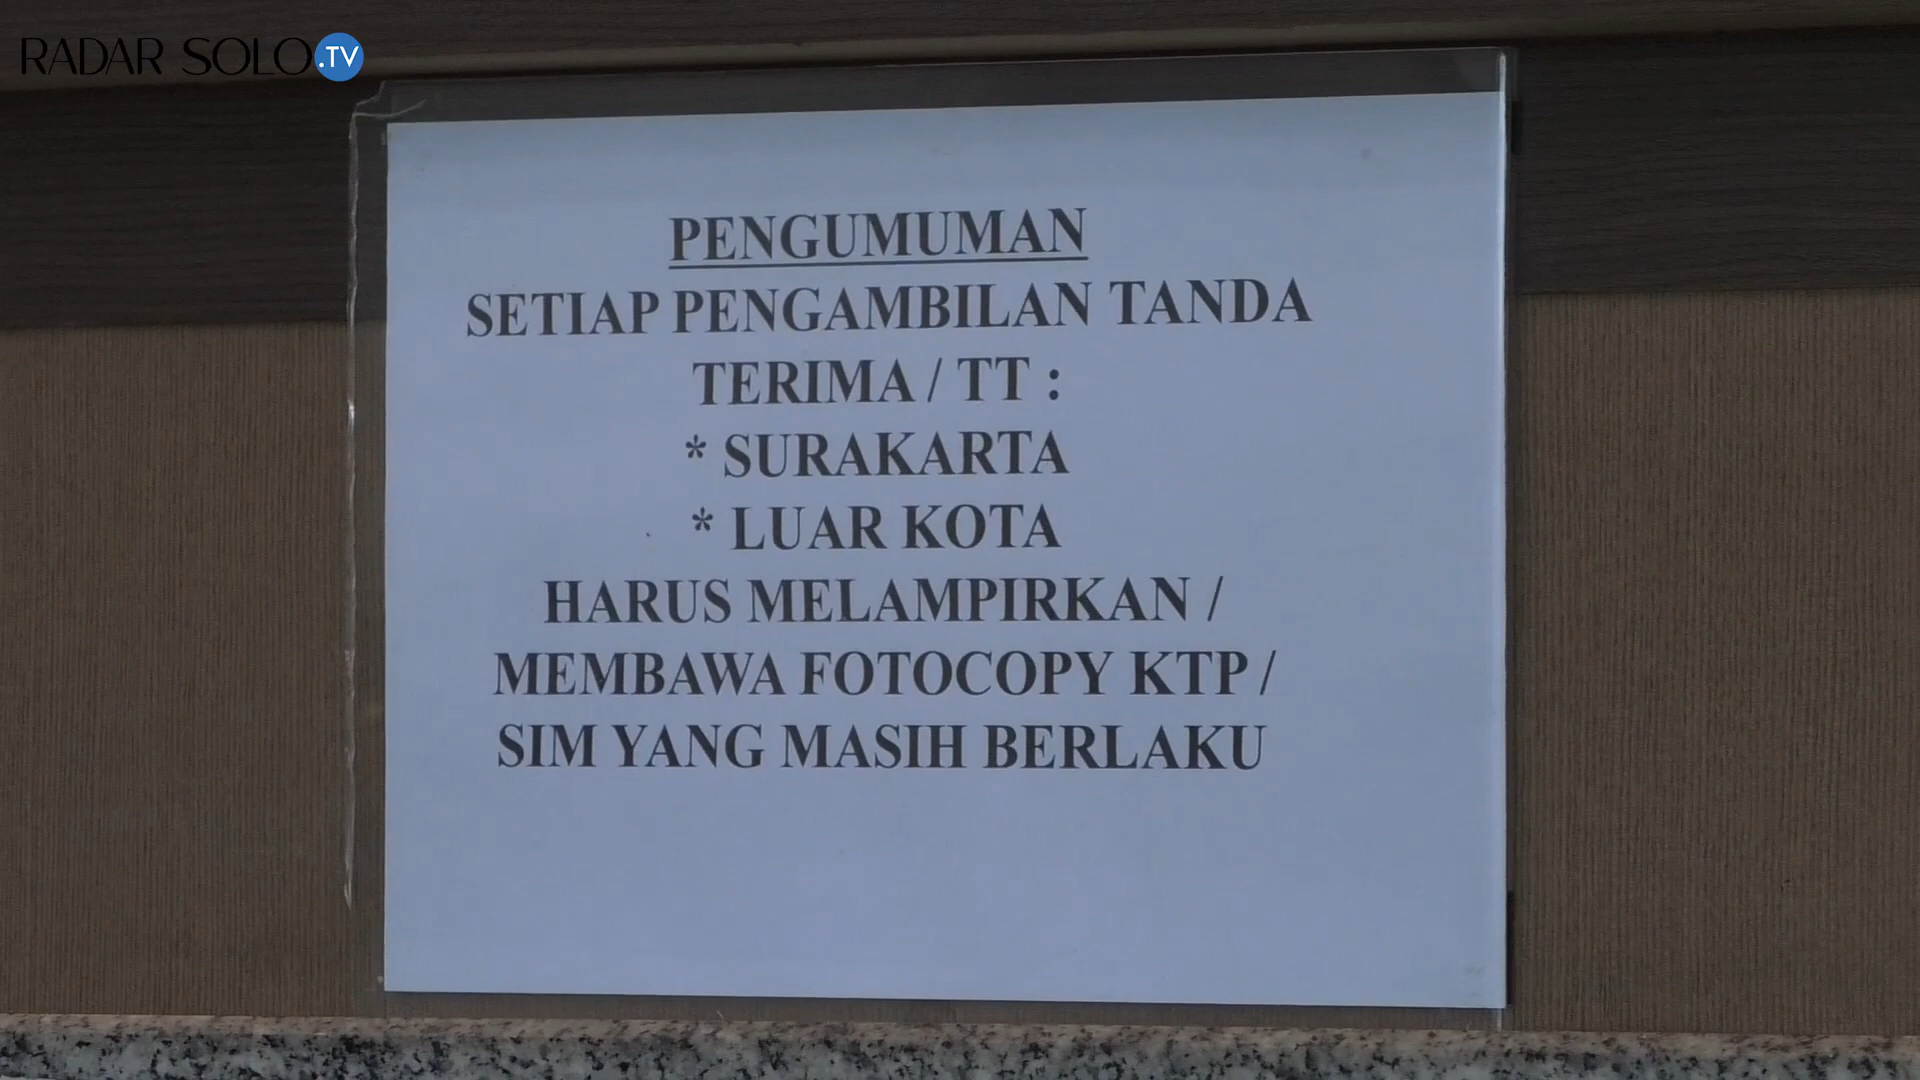 RADAR SOLO.TV
PENGUMUMAN
SETIAP PENGAMBILAN TANDA
TERIMA / TT :
* SURAKARTA
* LUAR KOTA
HARUS MELAMPIRKAN /
MEMBAWA FOTOCOPY KTP /
SIM YANG MASIH BERLAKU